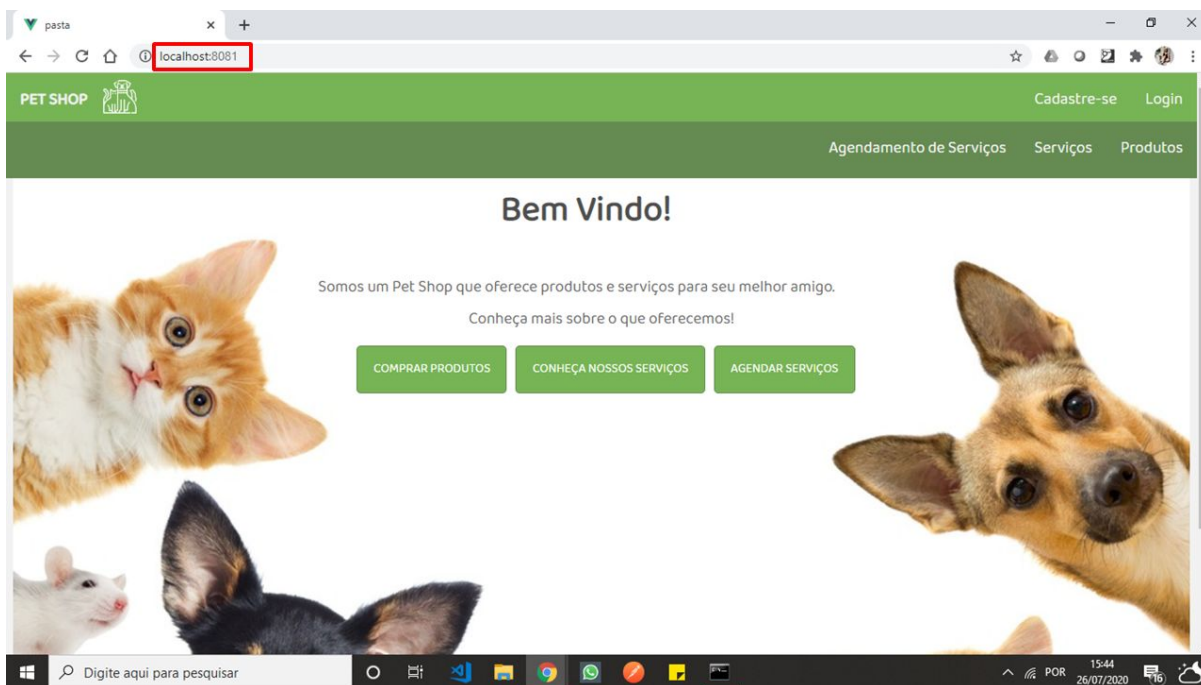 pasta
localhost:8081
PET SHOP
Cadastre-se Login
Agendamento de Serviços Serviços Produtos
Bem Vindo!
Somos um Pet Shop que oferece produtos e serviços para seu melhor amigo.
Conheça mais sobre o que oferecemos!
COMPRAR PRODUTOS CONHEÇA NOSSOS SERVIÇOS AGENDAR SERVIÇOS
Digite aqui para pesquisar
POR
15:44
26/07/2020
16